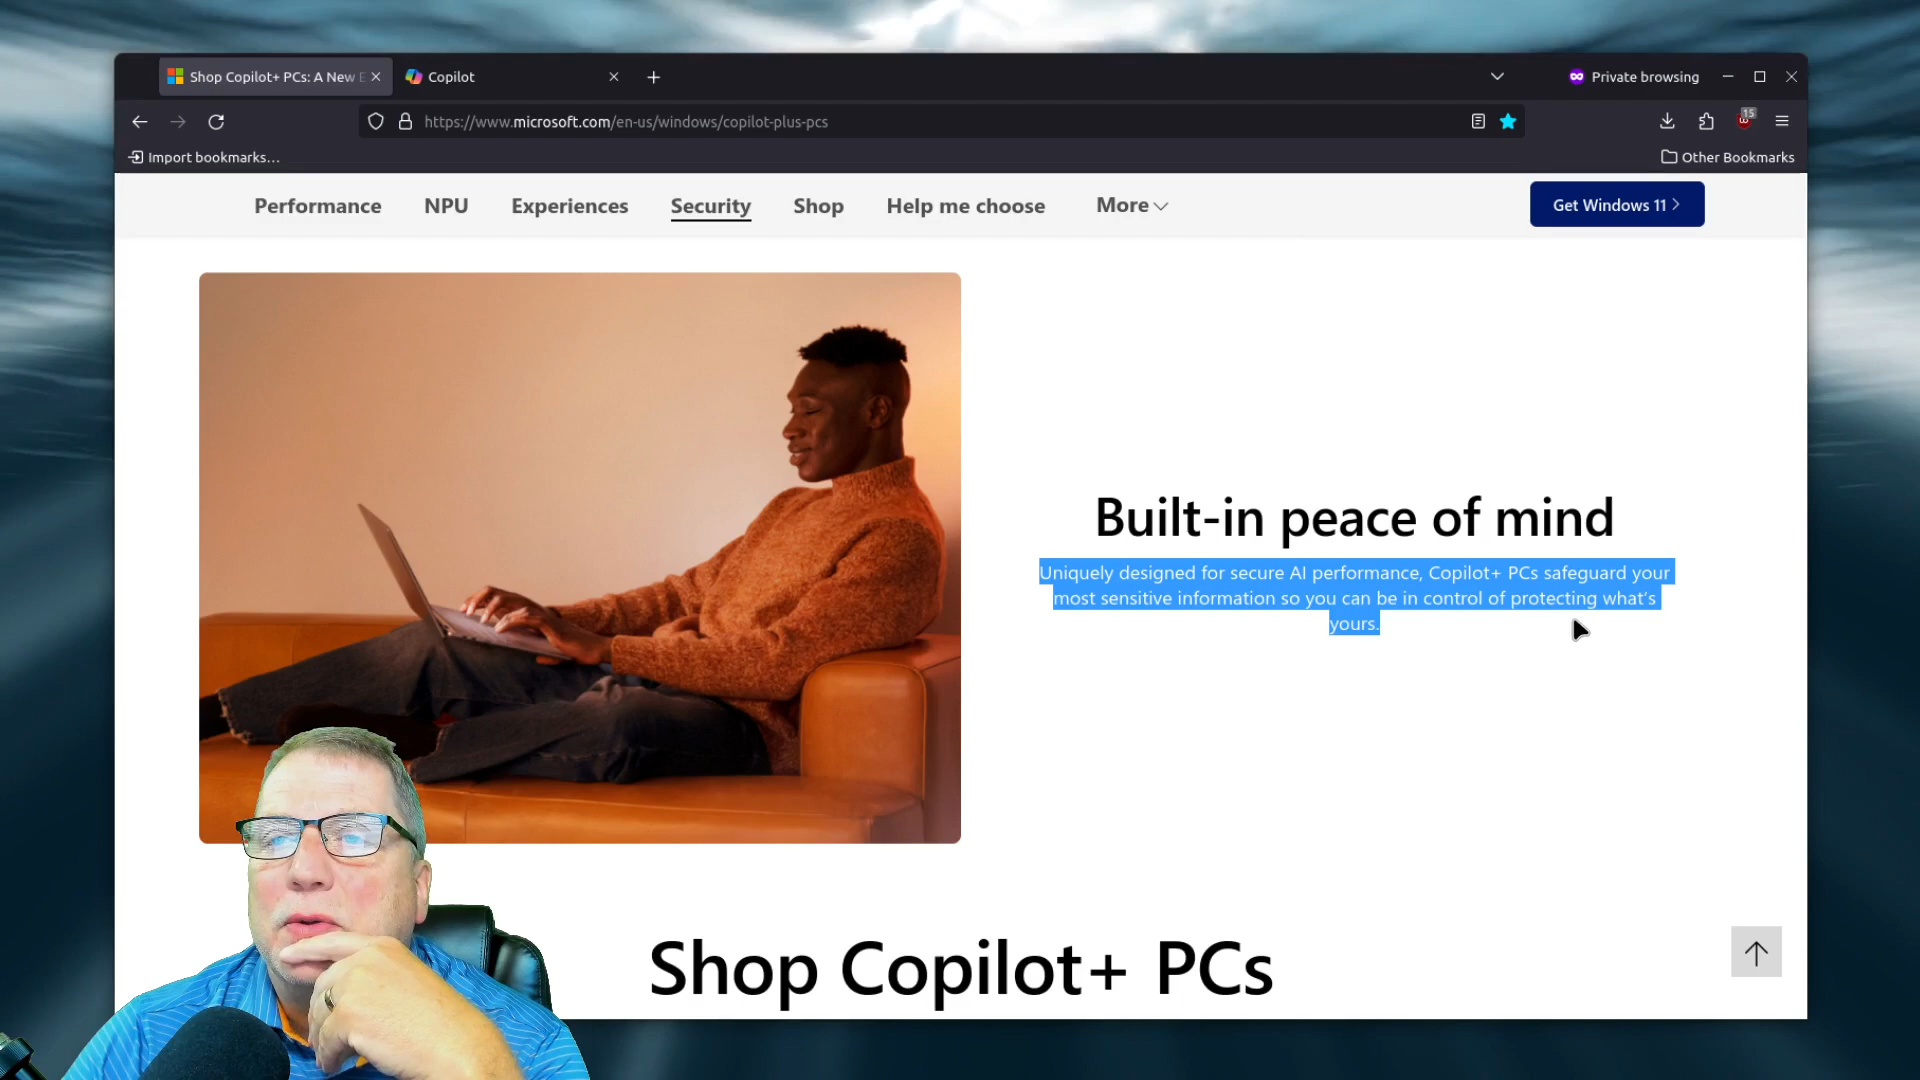 Shop Copilot+ PCs: A New E
Copilot
Private browsing
https://www.microsoft.com/en-us/windows/copilot-plus-pcs
15
Import bookmarks...
Other Bookmarks
Performance
NPU
Experiences
Security
Shop
Help me choose
More
Get Windows 11
Built-in peace of mind
Uniquely designed for secure AI performance, Copilot+ PCs safeguard your
most sensitive information so you can be in control of protecting what's
yours.
Shop Copilot+ PCs